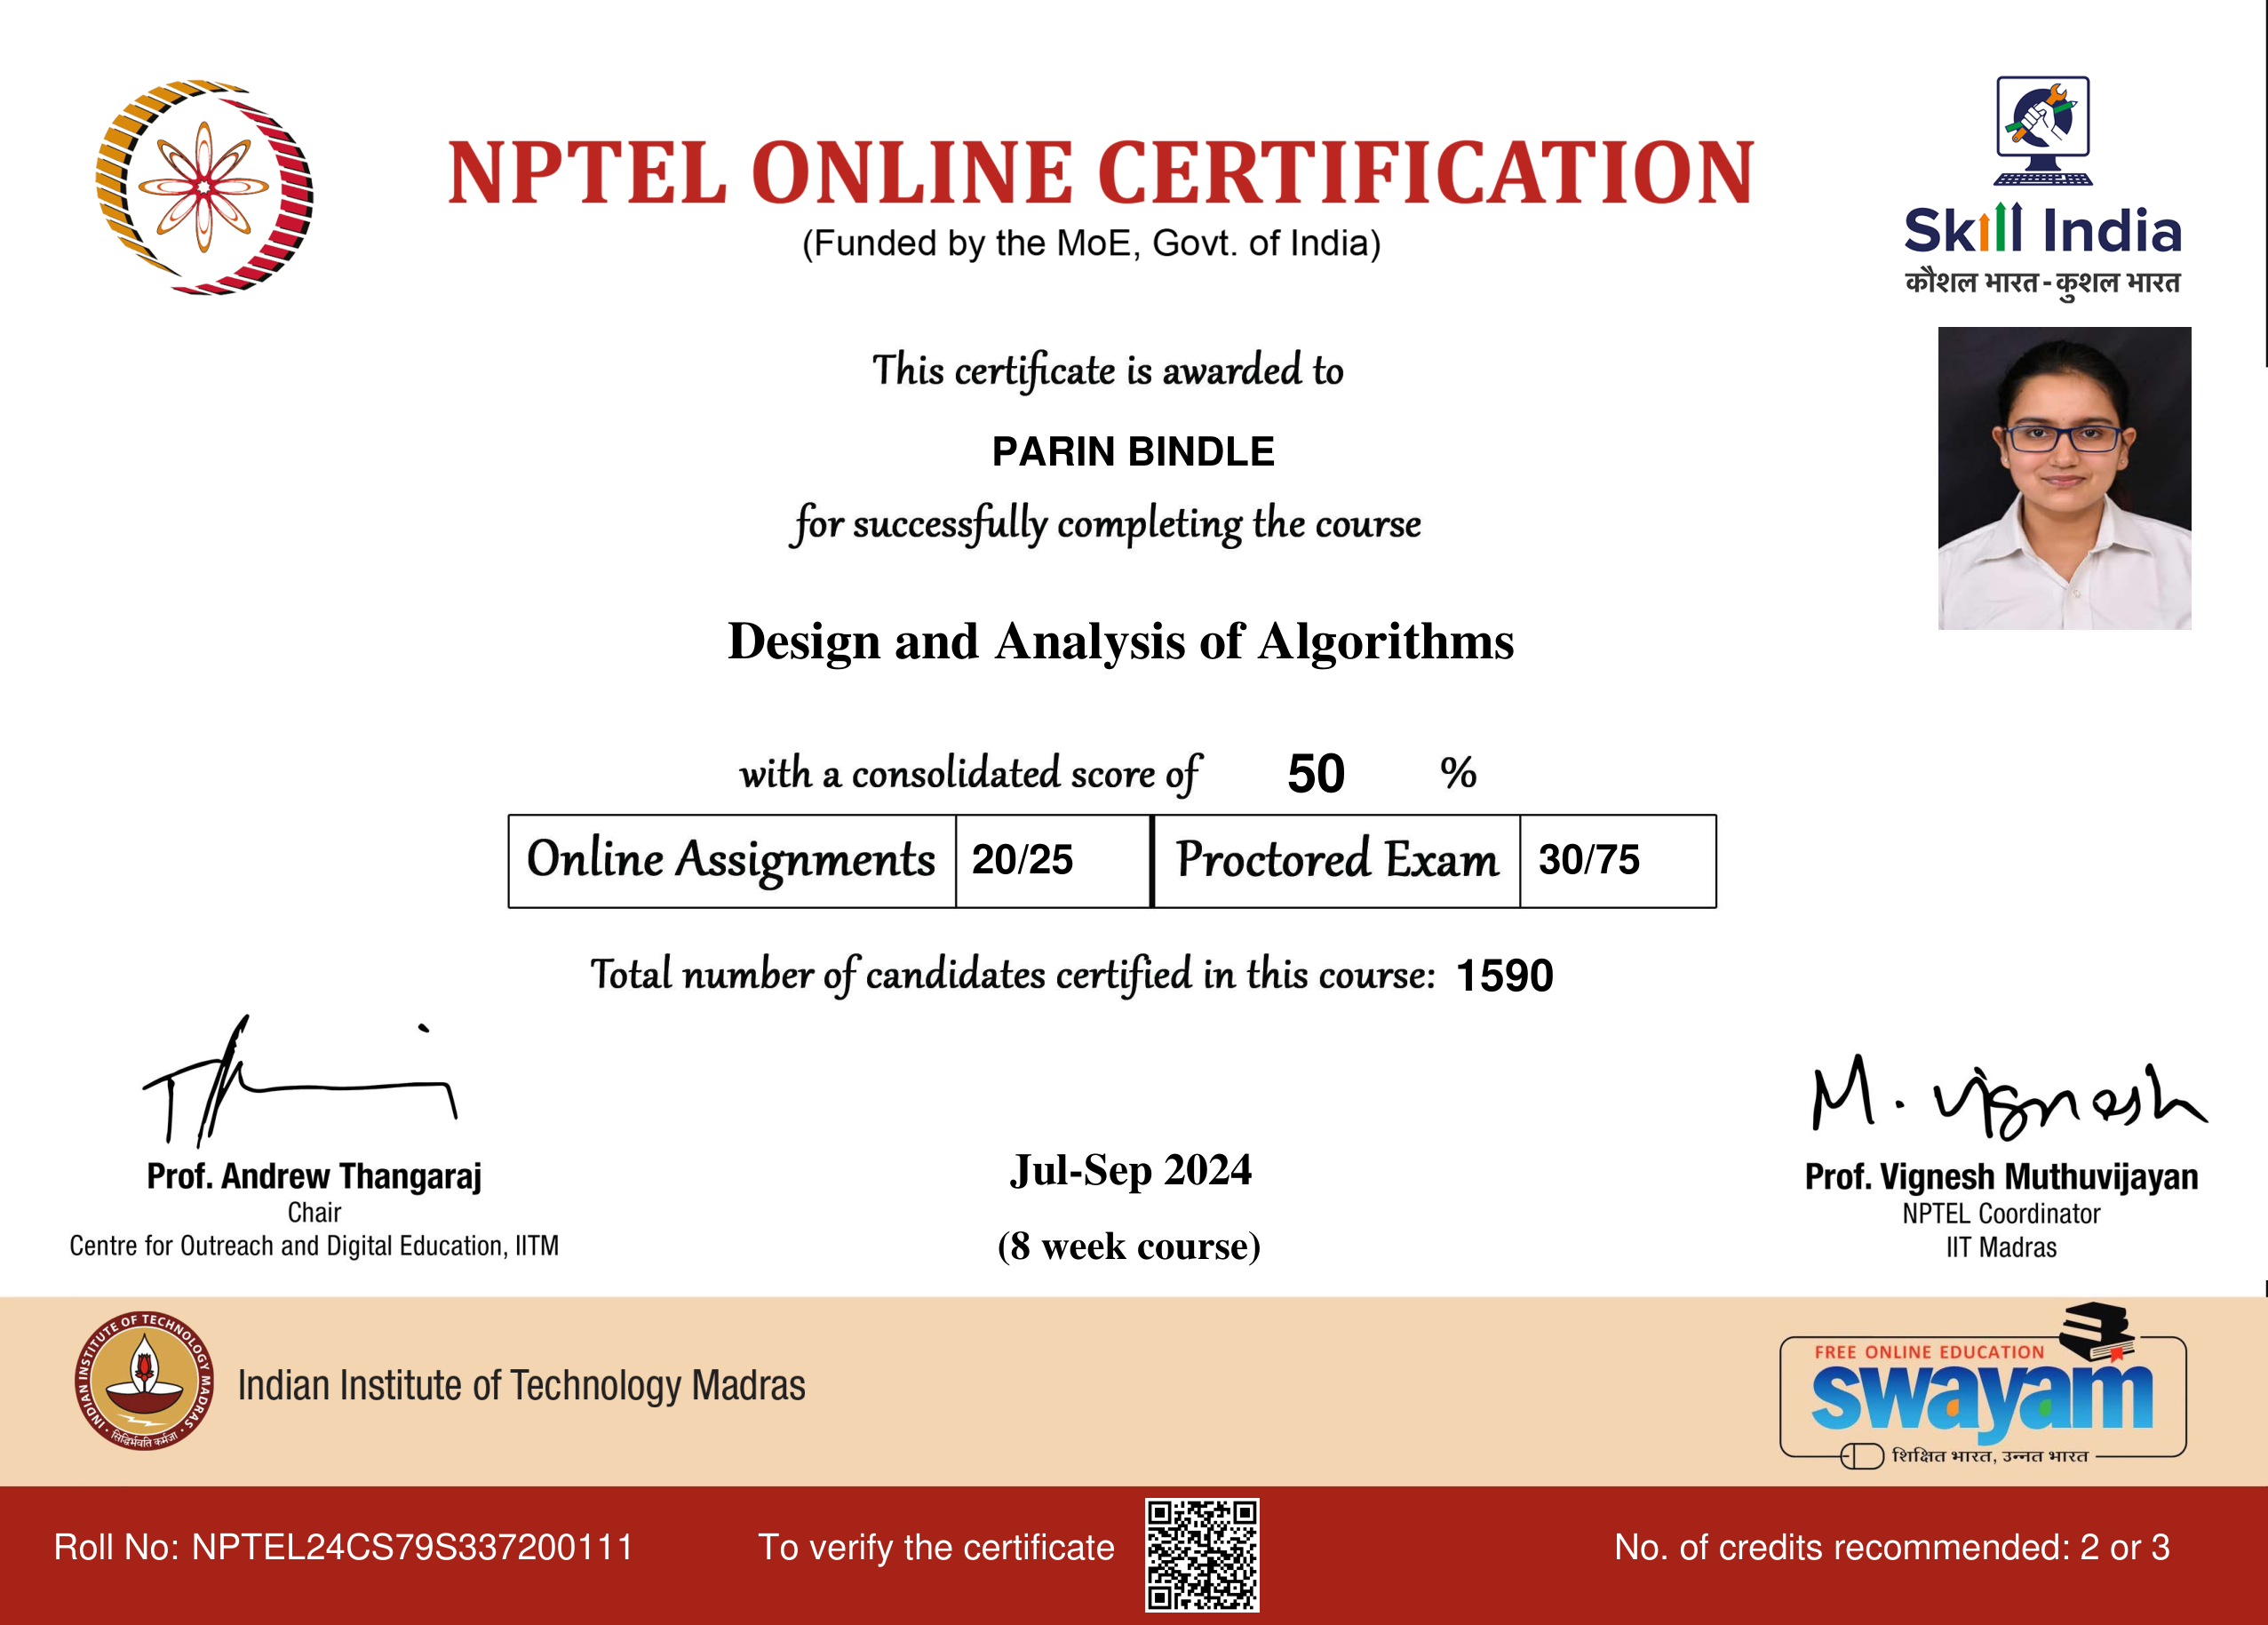 NPTEL ONLINE CERTIFICATION
(Funded by the MoE, Govt. of India)
Skill India
कौशल भारत - कुशल भारत
This certificate is awarded to
PARIN BINDLE
for successfully completing the course
Design and Analysis of Algorithms
with a consolidated score of 50 %
Online Assignments 20/25 Proctored Exam 30/75
Total number of candidates certified in this course: 1590
M. Vignesh
Prof. Andrew Thangaraj
Chair
Centre for Outreach and Digital Education, IITM
Jul-Sep 2024
(8 week course)
Prof. Vignesh Muthuvijayan
NPTEL Coordinator
IIT Madras
INDIAN INSTITUTE OF TECHNOLOGY MADRAS
सिद्धिर्भवति कर्मजा
Indian Institute of Technology Madras
FREE ONLINE EDUCATION
swayam
शिक्षित भारत, उन्नत भारत
Roll No: NPTEL24CS79S337200111
To verify the certificate
No. of credits recommended: 2 or 3